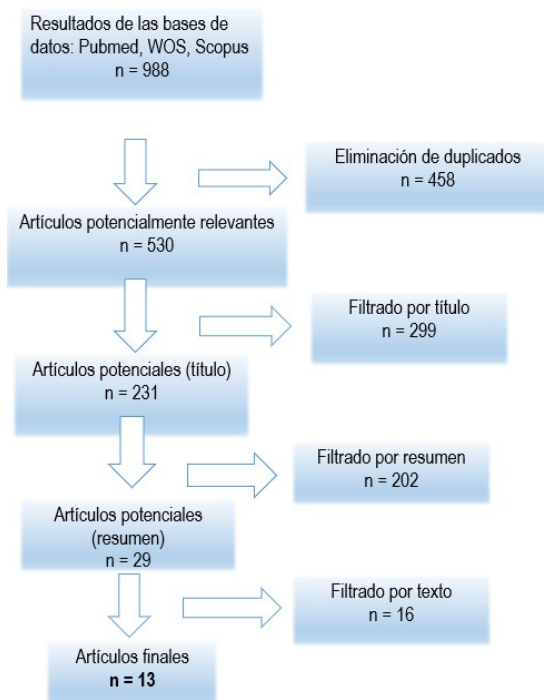 Resultados de las bases de
datos: Pubmed, WOS, Scopus
n = 988
Eliminación de duplicados
n = 458
Artículos potencialmente relevantes
n = 530
Filtrado por título
n = 299
Artículos potenciales (título)
n = 231
Filtrado por resumen
n = 202
Artículos potenciales
(resumen)
n = 29
Filtrado por texto
n = 16
Artículos finales
n = 13